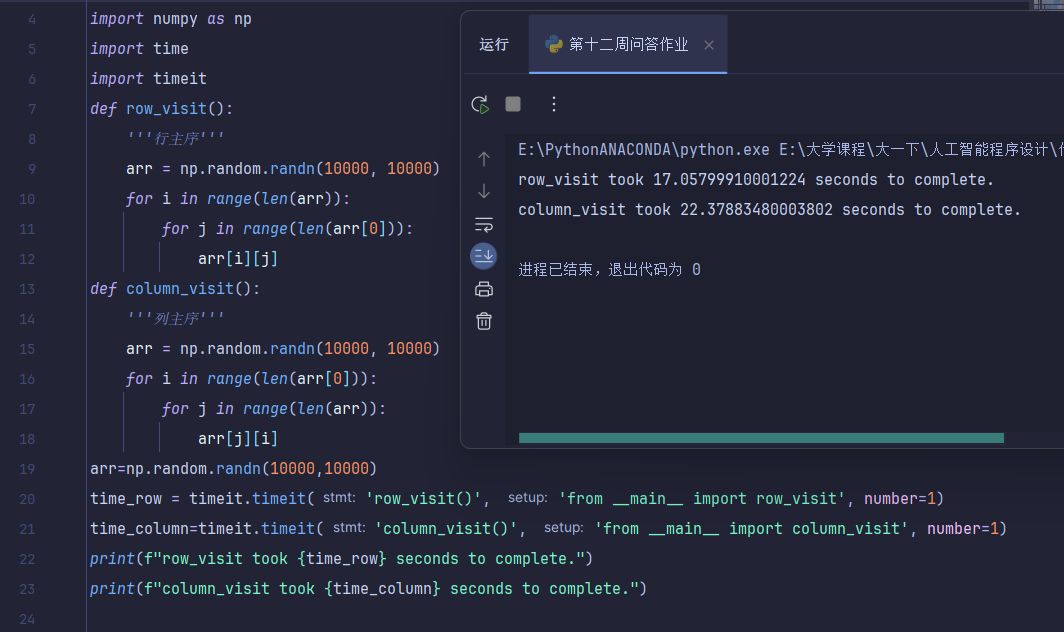 4 import numpy as np
5 import time
6 import timeit
7 def row_visit():
8 '''行主序'''
9 arr = np.random.randn(10000, 10000)
10 for i in range(len(arr)):
11 for j in range(len(arr[0])):
12 arr[i][j]
13 def column_visit():
14 '''列主序'''
15 arr = np.random.randn(10000, 10000)
16 for i in range(len(arr[0])):
17 for j in range(len(arr)):
18 arr[j][i]
19 arr=np.random.randn(10000,10000)
20 time_row = timeit.timeit( stmt: 'row_visit()', setup: 'from __main__ import row_visit', number=1)
21 time_column=timeit.timeit( stmt: 'column_visit()', setup: 'from __main__ import column_visit', number=1)
22 print(f"row_visit took {time_row} seconds to complete.")
23 print(f"column_visit took {time_column} seconds to complete.")
24
运行 第十二周问答作业
E:\PythonANACONDA\python.exe E:\大学课程\大一下\人工智能程序设计\
row_visit took 17.05799910001224 seconds to complete.
column_visit took 22.37883480003802 seconds to complete.
进程已结束，退出代码为 0